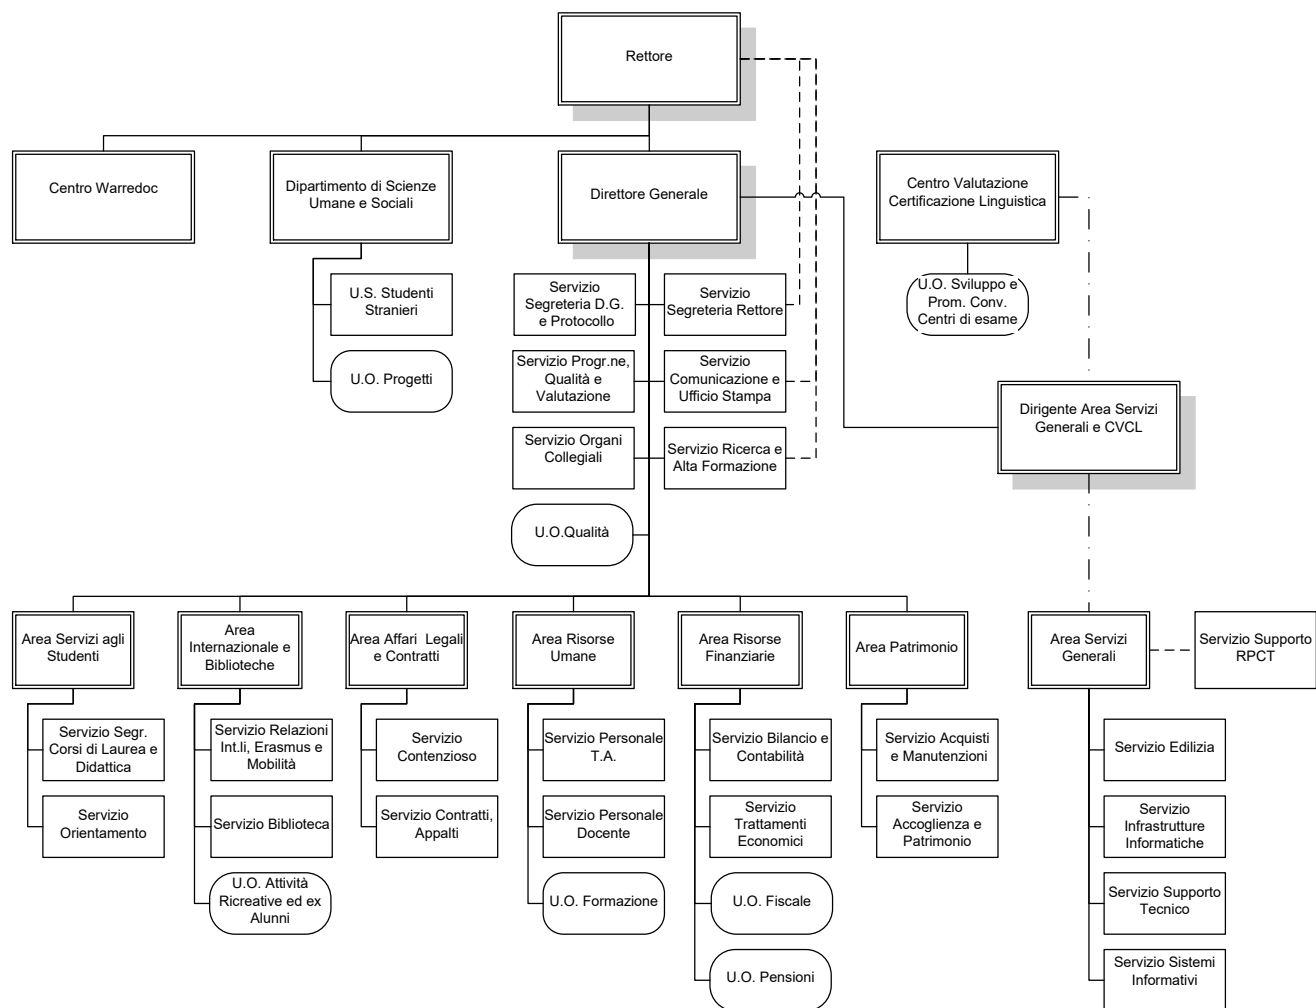 Rettore
Centro Warredoc
Dipartimento di Scienze
Umane e Sociali
Direttore Generale
Centro Valutazione
Certificazione Linguistica
U.S. Studenti
Stranieri
U.O. Progetti
Servizio
Segreteria D.G.
e Protocollo
Servizio
Segreteria Rettore
U.O. Sviluppo e
Prom. Conv.
Centri di esame
Servizio Progr.ne,
Qualità e
Valutazione
Servizio
Comunicazione e
Ufficio Stampa
Dirigente Area Servizi
Generali e CVCL
Servizio Organi
Collegiali
Servizio Ricerca e
Alta Formazione
U.O.Qualità
Area Servizi agli
Studenti
Area
Internazionale e
Biblioteche
Area Affari Legali
e Contratti
Area Risorse
Umane
Area Risorse
Finanziarie
Area Patrimonio
Area Servizi
Generali
Servizio Supporto
RPCT
Servizio Segr.
Corsi di Laurea e
Didattica
Servizio
Orientamento
Servizio Relazioni
Int.li, Erasmus e
Mobilità
Servizio Biblioteca
U.O. Attività
Ricreative ed ex
Alunni
Servizio
Contenzioso
Servizio Contratti,
Appalti
Servizio Personale
T.A.
Servizio Personale
Docente
U.O. Formazione
Servizio Bilancio e
Contabilità
Servizio
Trattamenti
Economici
U.O. Fiscale
U.O. Pensioni
Servizio Acquisti
e Manutenzioni
Servizio
Accoglienza e
Patrimonio
Servizio Edilizia
Servizio
Infrastrutture
Informatiche
Servizio Supporto
Tecnico
Servizio Sistemi
Informativi